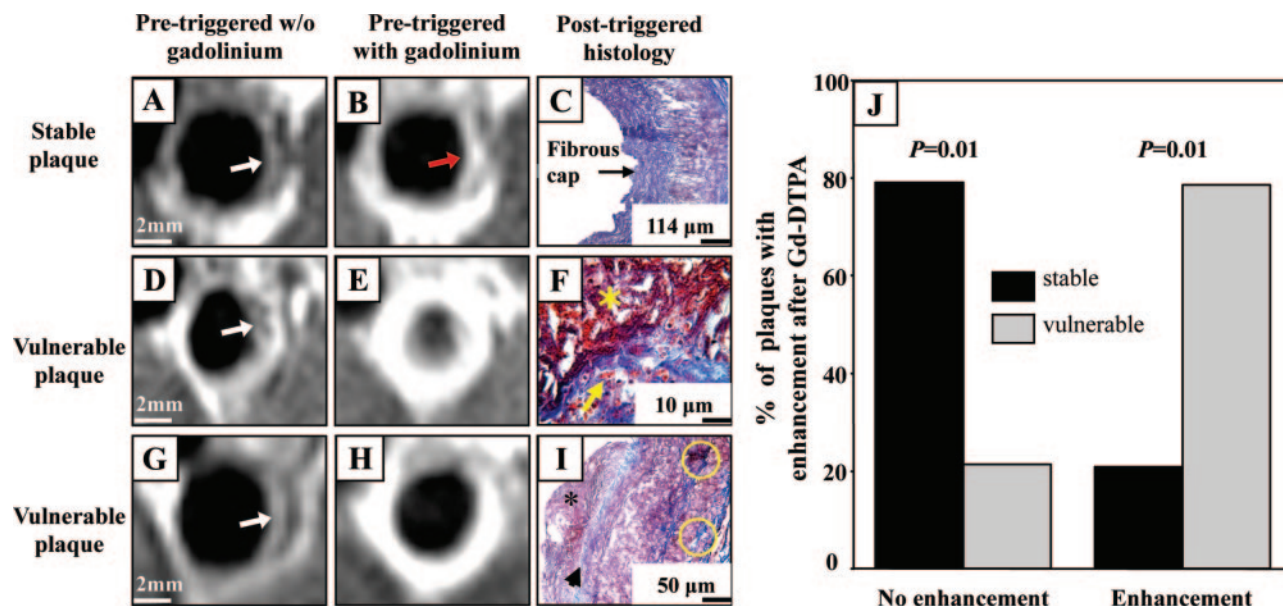 Pre-triggered w/o
gadolinium
Pre-triggered
with gadolinium
Post-triggered
histology
Stable
plaque
A
2mm
B
C
Fibrous
cap
114 μm
Vulnerable
plaque
D
2mm
E
F
*
10 μm
Vulnerable
plaque
G
2mm
H
I
*
50 μm
J
% of plaques with
enhancement after Gd-DTPA
100
80
60
40
20
0
P=0.01
P=0.01
stable
vulnerable
No enhancement
Enhancement